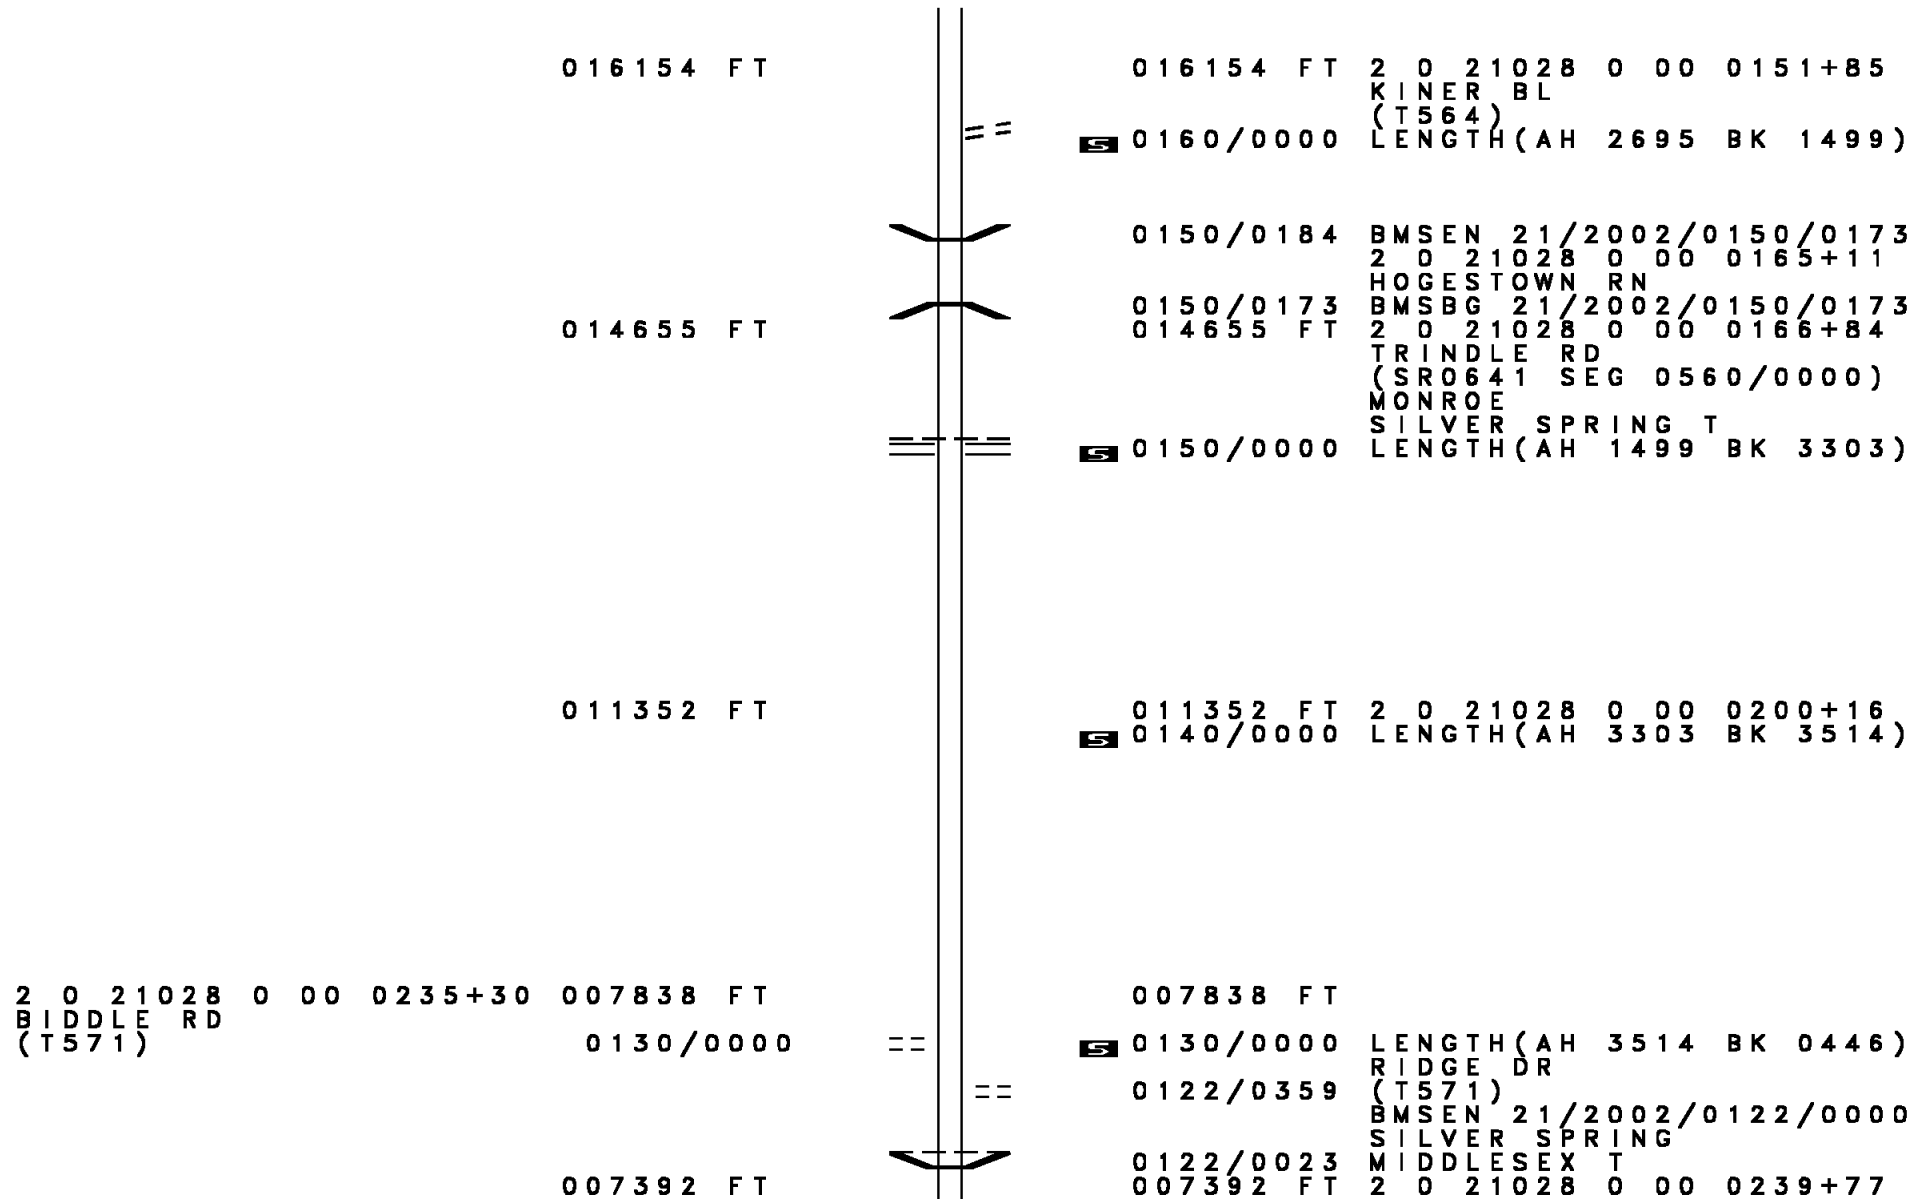 016154 FT 016154 FT 2 0 21028 0 00 0151+85
KINER BL
(T564)
S 0160/0000 LENGTH(AH 2695 BK 1499)
0150/0184 BMSEN 21/2002/0150/0173
2 0 21028 0 00 0165+11
HOGESTOWN RN
0150/0173 BMSBG 21/2002/0150/0173
014655 FT 014655 FT 2 0 21028 0 00 0166+84
TRINDLE RD
(SR0641 SEG 0560/0000)
MONROE
SILVER SPRING T
S 0150/0000 LENGTH(AH 1499 BK 3303)
011352 FT 011352 FT 2 0 21028 0 00 0200+16
S 0140/0000 LENGTH(AH 3303 BK 3514)
2 0 21028 0 00 0235+30 007838 FT 007838 FT
BIDDLE RD
(T571) 0130/0000 S 0130/0000 LENGTH(AH 3514 BK 0446)
RIDGE DR
0122/0359 (T571)
BMSEN 21/2002/0122/0000
SILVER SPRING
0122/0023 MIDDLESEX T
007392 FT 007392 FT 2 0 21028 0 00 0239+77